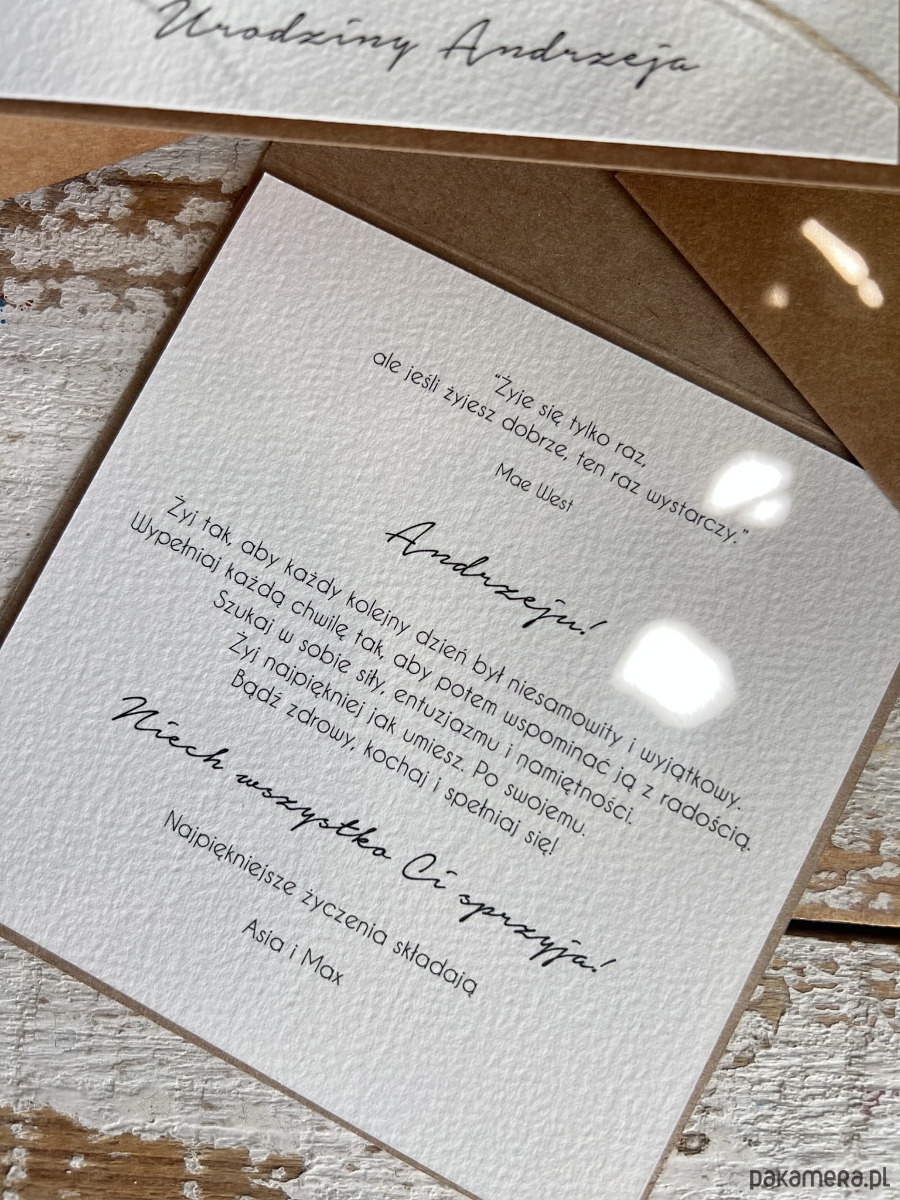 Urodziny Andrzeja
“Żyje się tylko raz,
ale jeśli żyjesz dobrze, ten raz wystarczy.”
Mae West
Andrzeju!
Żyj tak, aby każdy kolejny dzień był niesamowity i wyjątkowy.
Wypełniaj każdą chwilę tak, aby potem wspominać ją z radością.
Szukaj w sobie siły, entuzjazmu i namiętności.
Żyj najpiękniej jak umiesz. Po swojemu.
Bądź zdrowy, kochaj i spełniaj się!
Niech wszystko Ci sprzyja!
Najpiękniejsze życzenia składają
Asia i Max
pakamera.pl